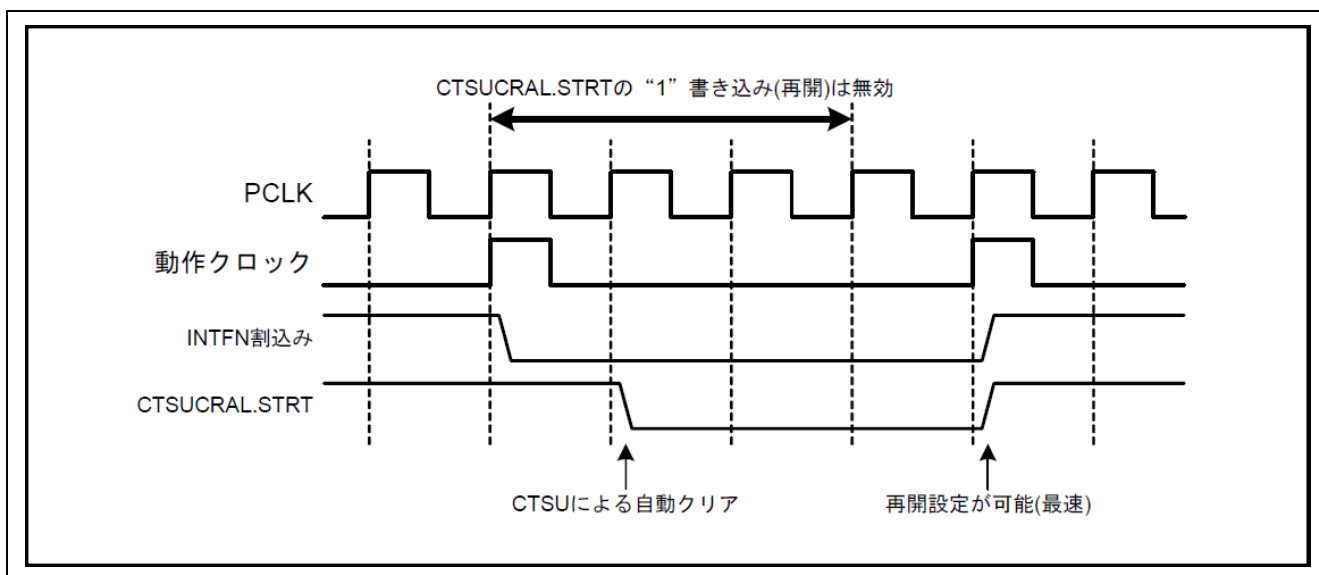 CTSUCRAL.STRTの“1”書き込み(再開)は無効
PCLK
動作クロック
INTFN割込み
CTSUCRAL.STRT
CTSUによる自動クリア
再開設定が可能(最速)